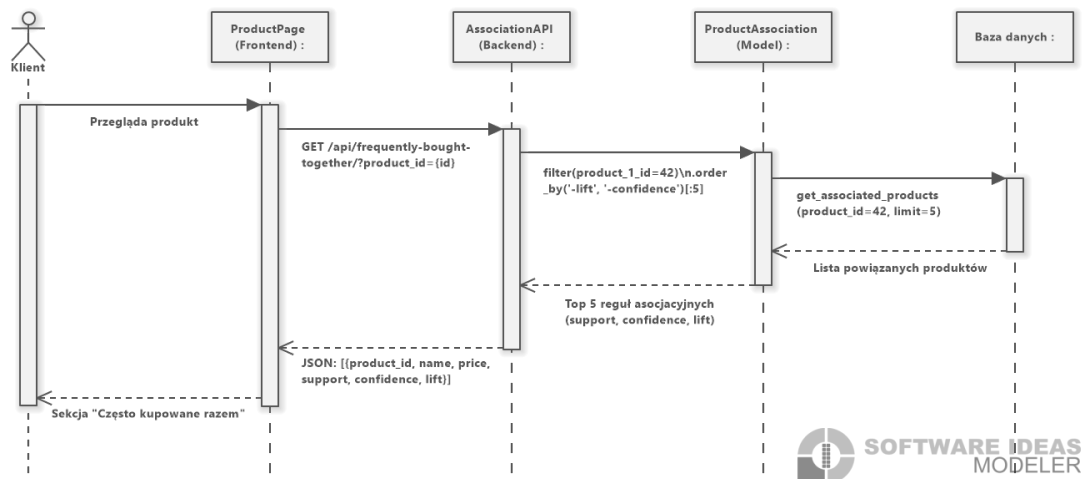 Klient
ProductPage
(Frontend) :
AssociationAPI
(Backend) :
ProductAssociation
(Model) :
Baza danych :
Przegląda produkt
GET /api/frequently-bought-
together/?product_id={id}
filter(product_1_id=42)\n.order
_by('-lift', '-confidence')[:5]
get_associated_products
(product_id=42, limit=5)
Lista powiązanych produktów
Top 5 reguł asocjacyjnych
(support, confidence, lift)
JSON: [{product_id, name, price,
support, confidence, lift}]
Sekcja "Często kupowane razem"
SOFTWARE IDEAS
MODELER